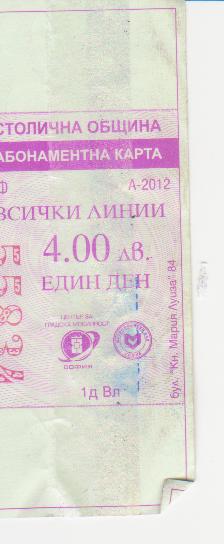 СТОЛИЧНА ОБЩИНА
АБОНАМЕНТНА КАРТА
Ф А-2012
ВСИЧКИ ЛИНИИ
4.00 лв.
ЕДИН ДЕН
ЦЕНТЪР ЗА
ГРАДСКА МОБИЛНОСТ
СОФИЯ
1д Вл
бул. "Кн. Мария Луиза" 84